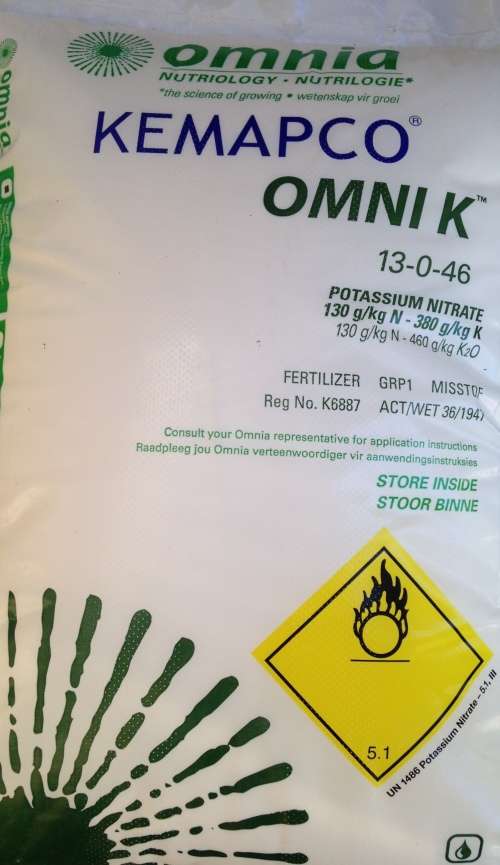 omnia
NUTRIOLOGY • NUTRILOGIE*
*the science of growing • wetenskap vir groei
omnia
KEMAPCO®
OMNI K™
13-0-46
POTASSIUM NITRATE
130 g/kg N - 380 g/kg K
130 g/kg N - 460 g/kg K2O
FERTILIZER GRP1 MISSTOF
Reg No. K6887 ACT/WET 36/1947
Consult your Omnia representative for application instructions
Raadpleeg jou Omnia verteenwoordiger vir aanwendingsinstruksies
STORE INSIDE
STOOR BINNE
5.1
UN 1486 Potassium Nitrate - 5.1, III